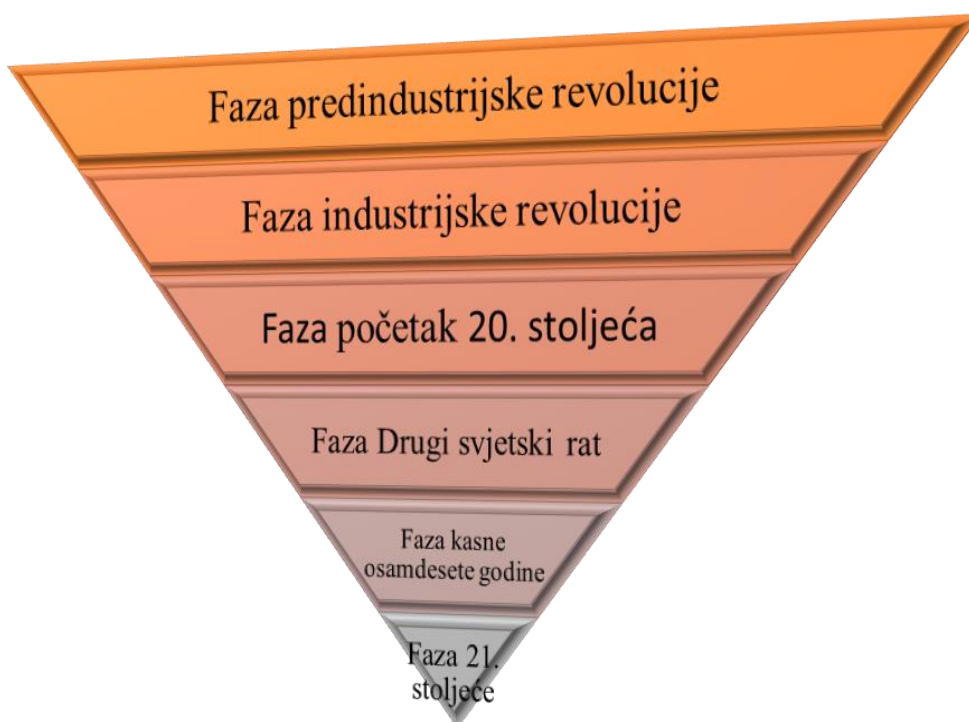 Faza predindustrijske revolucije
Faza industrijske revolucije
Faza početak 20. stoljeća
Faza Drugi svjetski rat
Faza kasne
osamdesete godine
Faza 21.
stoljeće